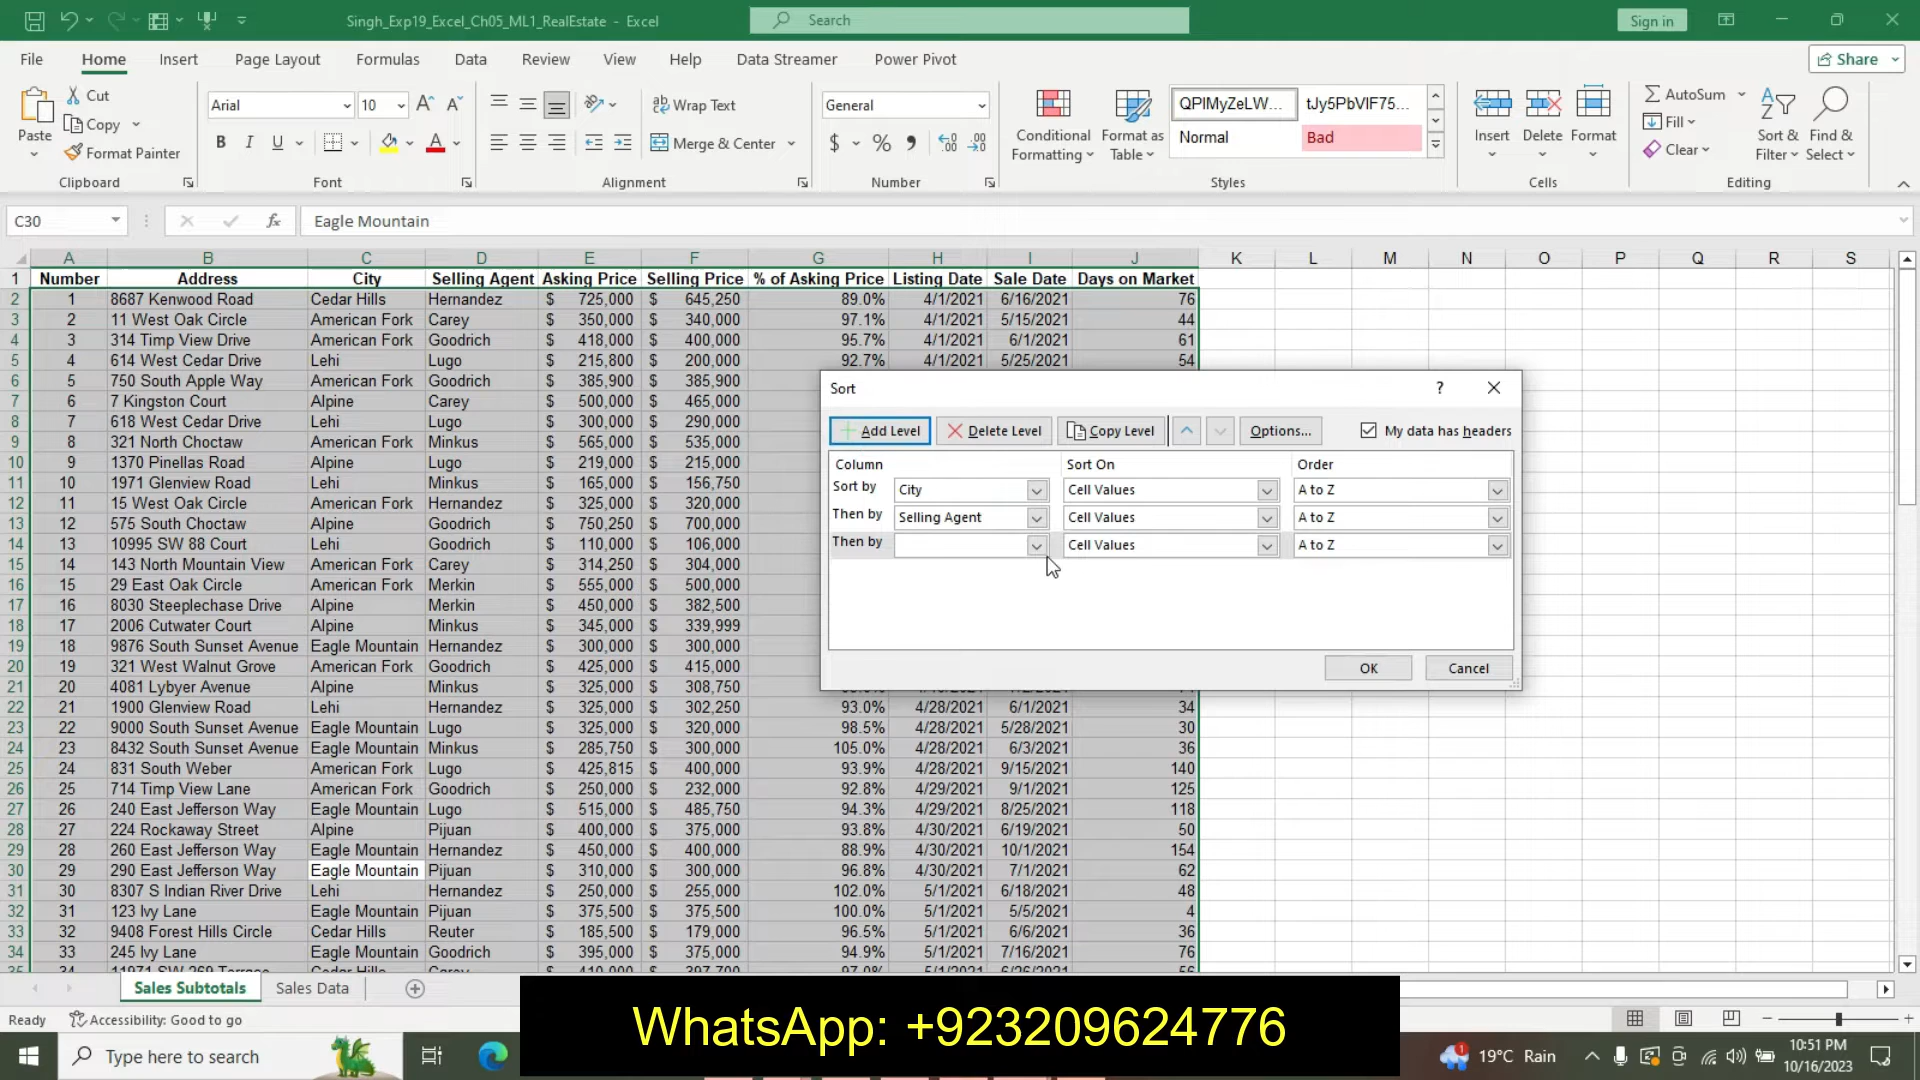 Singh_Exp19_Excel_Ch05_ML1_RealEstate - Excel
Search
Sign in
File Home Insert Page Layout Formulas Data Review View Help Data Streamer Power Pivot
Share
Paste
Cut
Copy
Format Painter
Clipboard
Arial 10
B I U
Font
Wrap Text
Merge & Center
Alignment
General
$ % ,
Number
Conditional Formatting
Format as Table
QPlMyZeLW... tJy5PbVlF75...
Normal Bad
Styles
Insert Delete Format
Cells
AutoSum
Fill
Clear
Sort & Filter
Find & Select
Editing
C30 fx Eagle Mountain
A B C D E F G H I J K L M N O P Q R S
1 Number Address City Selling Agent Asking Price Selling Price % of Asking Price Listing Date Sale Date Days on Market
2 1 8687 Kenwood Road Cedar Hills Hernandez $ 725,000 $ 645,250 89.0% 4/1/2021 6/16/2021 76
3 2 11 West Oak Circle American Fork Carey $ 350,000 $ 340,000 97.1% 4/1/2021 5/15/2021 44
4 3 314 Timp View Drive American Fork Goodrich $ 418,000 $ 400,000 95.7% 4/1/2021 6/1/2021 61
5 4 614 West Cedar Drive Lehi Lugo $ 215,800 $ 200,000 92.7% 4/1/2021 5/25/2021 54
6 5 750 South Apple Way American Fork Goodrich $ 385,900 $ 385,900
7 6 7 Kingston Court Alpine Carey $ 500,000 $ 465,000
8 7 618 West Cedar Drive Lehi Lugo $ 300,000 $ 290,000
9 8 321 North Choctaw American Fork Minkus $ 565,000 $ 535,000
10 9 1370 Pinellas Road Alpine Lugo $ 219,000 $ 215,000
11 10 1971 Glenview Road Lehi Minkus $ 165,000 $ 156,750
12 11 15 West Oak Circle American Fork Hernandez $ 325,000 $ 320,000
13 12 575 South Choctaw Alpine Goodrich $ 750,250 $ 700,000
14 13 10995 SW 88 Court Lehi Goodrich $ 110,000 $ 106,000
15 14 143 North Mountain View American Fork Carey $ 314,250 $ 304,000
16 15 29 East Oak Circle American Fork Merkin $ 555,000 $ 500,000
17 16 8030 Steeplechase Drive Alpine Merkin $ 450,000 $ 382,500
18 17 2006 Cutwater Court Alpine Minkus $ 345,000 $ 339,999
19 18 9876 South Sunset Avenue Eagle Mountain Hernandez $ 300,000 $ 300,000
20 19 321 West Walnut Grove American Fork Goodrich $ 425,000 $ 415,000
21 20 4081 Lybyer Avenue Alpine Minkus $ 325,000 $ 308,750
22 21 1900 Glenview Road Lehi Hernandez $ 325,000 $ 302,250 93.0% 4/28/2021 6/1/2021 34
23 22 9000 South Sunset Avenue Eagle Mountain Lugo $ 325,000 $ 320,000 98.5% 4/28/2021 5/28/2021 30
24 23 8432 South Sunset Avenue Eagle Mountain Minkus $ 285,750 $ 300,000 105.0% 4/28/2021 6/3/2021 36
25 24 831 South Weber American Fork Lugo $ 425,815 $ 400,000 93.9% 4/28/2021 9/15/2021 140
26 25 714 Timp View Lane American Fork Goodrich $ 250,000 $ 232,000 92.8% 4/29/2021 9/1/2021 125
27 26 240 East Jefferson Way Eagle Mountain Lugo $ 515,000 $ 485,750 94.3% 4/29/2021 8/25/2021 118
28 27 224 Rockaway Street Alpine Pijuan $ 400,000 $ 375,000 93.8% 4/30/2021 6/19/2021 50
29 28 260 East Jefferson Way Eagle Mountain Hernandez $ 450,000 $ 400,000 88.9% 4/30/2021 10/1/2021 154
30 29 290 East Jefferson Way Eagle Mountain Pijuan $ 310,000 $ 300,000 96.8% 4/30/2021 7/1/2021 62
31 30 8307 S Indian River Drive Lehi Hernandez $ 250,000 $ 255,000 102.0% 5/1/2021 6/18/2021 48
32 31 123 Ivy Lane Eagle Mountain Pijuan $ 375,500 $ 375,500 100.0% 5/1/2021 5/5/2021 4
33 32 9408 Forest Hills Circle Cedar Hills Reuter $ 185,500 $ 179,000 96.5% 5/1/2021 6/6/2021 36
34 33 245 Ivy Lane Eagle Mountain Goodrich $ 395,000 $ 375,000 94.9% 5/1/2021 7/16/2021 76
Sort ?
Add Level Delete Level Copy Level Options... My data has headers
Column Sort On Order
Sort by City Cell Values A to Z
Then by Selling Agent Cell Values A to Z
Then by Cell Values A to Z
OK Cancel
Sales Subtotals Sales Data
Ready Accessibility: Good to go
WhatsApp: +923209624776
Type here to search
1 19°C Rain
10:51 PM
10/16/2023